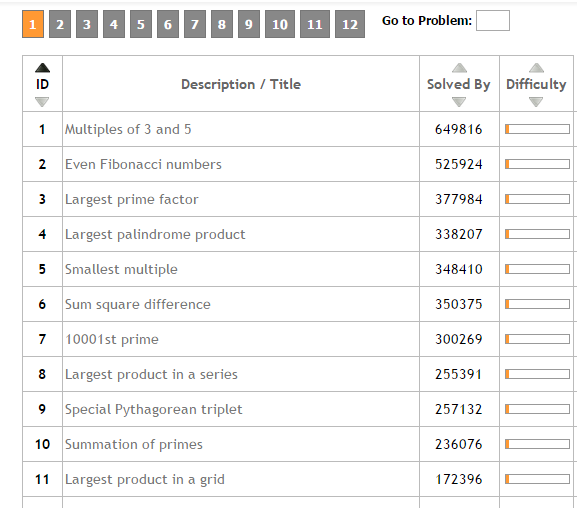 1 2 3 4 5 6 7 8 9 10 11 12 Go to Problem:
ID Description / Title Solved By Difficulty
1 Multiples of 3 and 5 649816
2 Even Fibonacci numbers 525924
3 Largest prime factor 377984
4 Largest palindrome product 338207
5 Smallest multiple 348410
6 Sum square difference 350375
7 10001st prime 300269
8 Largest product in a series 255391
9 Special Pythagorean triplet 257132
10 Summation of primes 236076
11 Largest product in a grid 172396